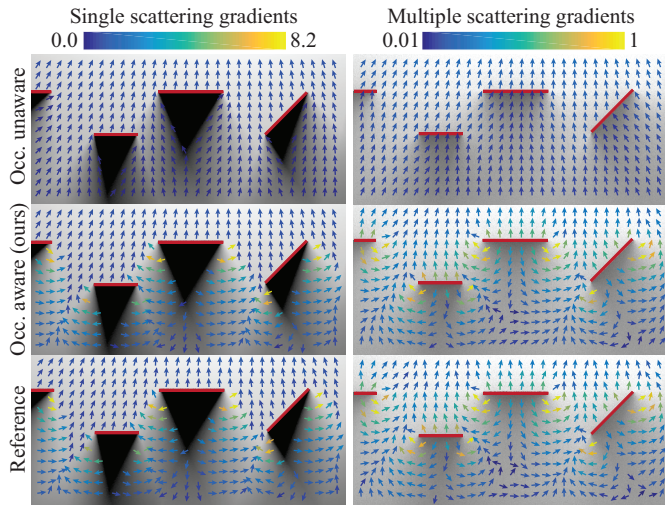 Single scattering gradients
Multiple scattering gradients
0.0
8.2
0.01
1
Occ. unaware
Occ. aware (ours)
Reference